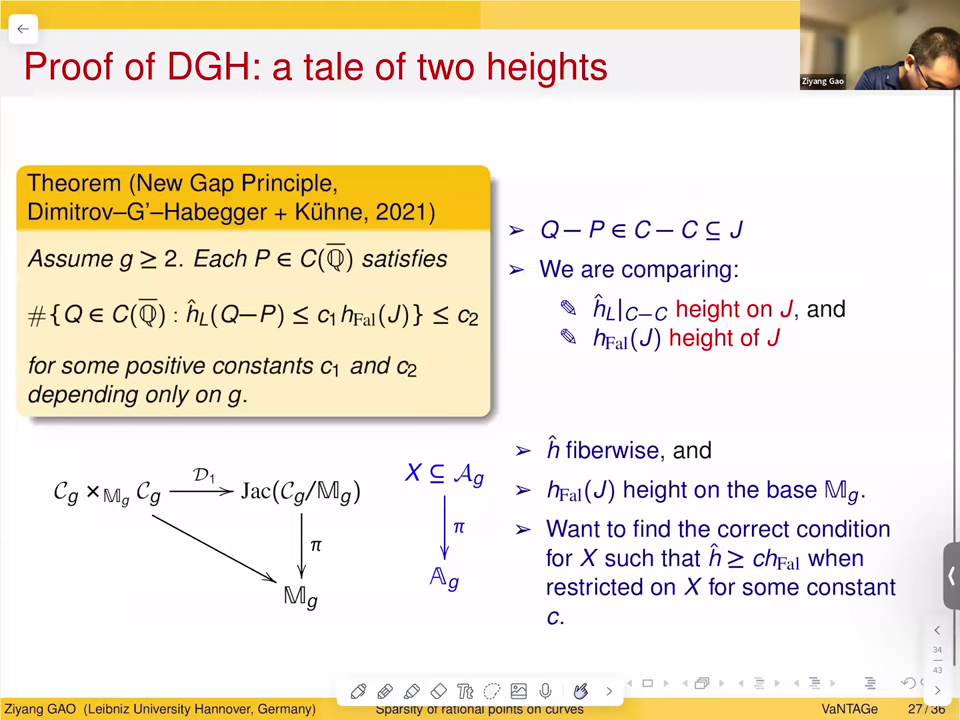 Proof of DGH: a tale of two heights
Ziyang Gao
Theorem (New Gap Principle,
Dimitrov–G'–Habegger + Kühne, 2021)
Assume g ≥ 2. Each P ∈ C(ℚ̅) satisfies
#{Q ∈ C(ℚ̅) : ĥ_L(Q−P) ≤ c₁h_Fal(J)} ≤ c₂
for some positive constants c₁ and c₂
depending only on g.
➢ Q − P ∈ C − C ⊆ J
➢ We are comparing:
✎ ĥ_L|_{C−C} height on J, and
✎ h_Fal(J) height of J
𝒞_g ×_{𝕄_g} 𝒞_g 𝒟₁ Jac(𝒞_g/𝕄_g)
π
𝕄_g
X ⊆ 𝒜_g
π
𝔸_g
➢ ĥ fiberwise, and
➢ h_Fal(J) height on the base 𝕄_g.
➢ Want to find the correct condition
for X such that ĥ ≥ ch_Fal when
restricted on X for some constant
c.
34
43
Tt
Ziyang GAO (Leibniz University Hannover, Germany) Sparsity of rational points on curves VaNTAGe 27 / 36